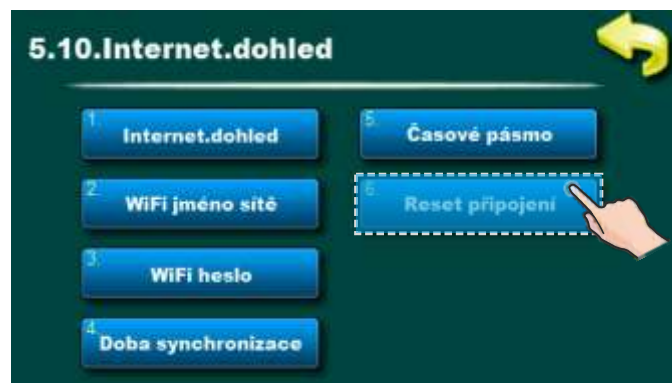 5.10.Internet.dohled
1. Internet.dohled
2. WiFi jméno sítě
3. WiFi heslo
4. Doba synchronizace
5. Časové pásmo
6. Reset připojení